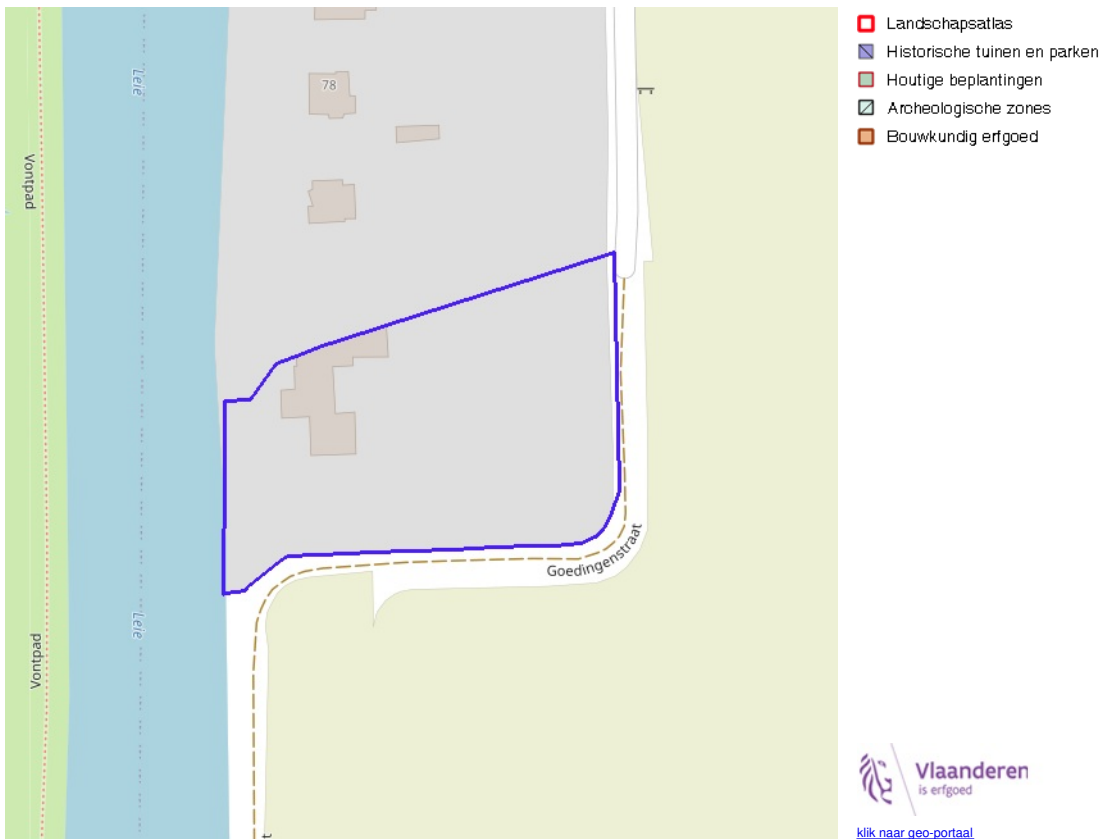 Leie
78
Vontpad
Goedingenstraat
Leie
Vontpad
t
Landschapsatlas
Historische tuinen en parken
Houtige beplantingen
Archeologische zones
Bouwkundig erfgoed
Vlaanderen
is erfgoed
klik naar geo-portaal